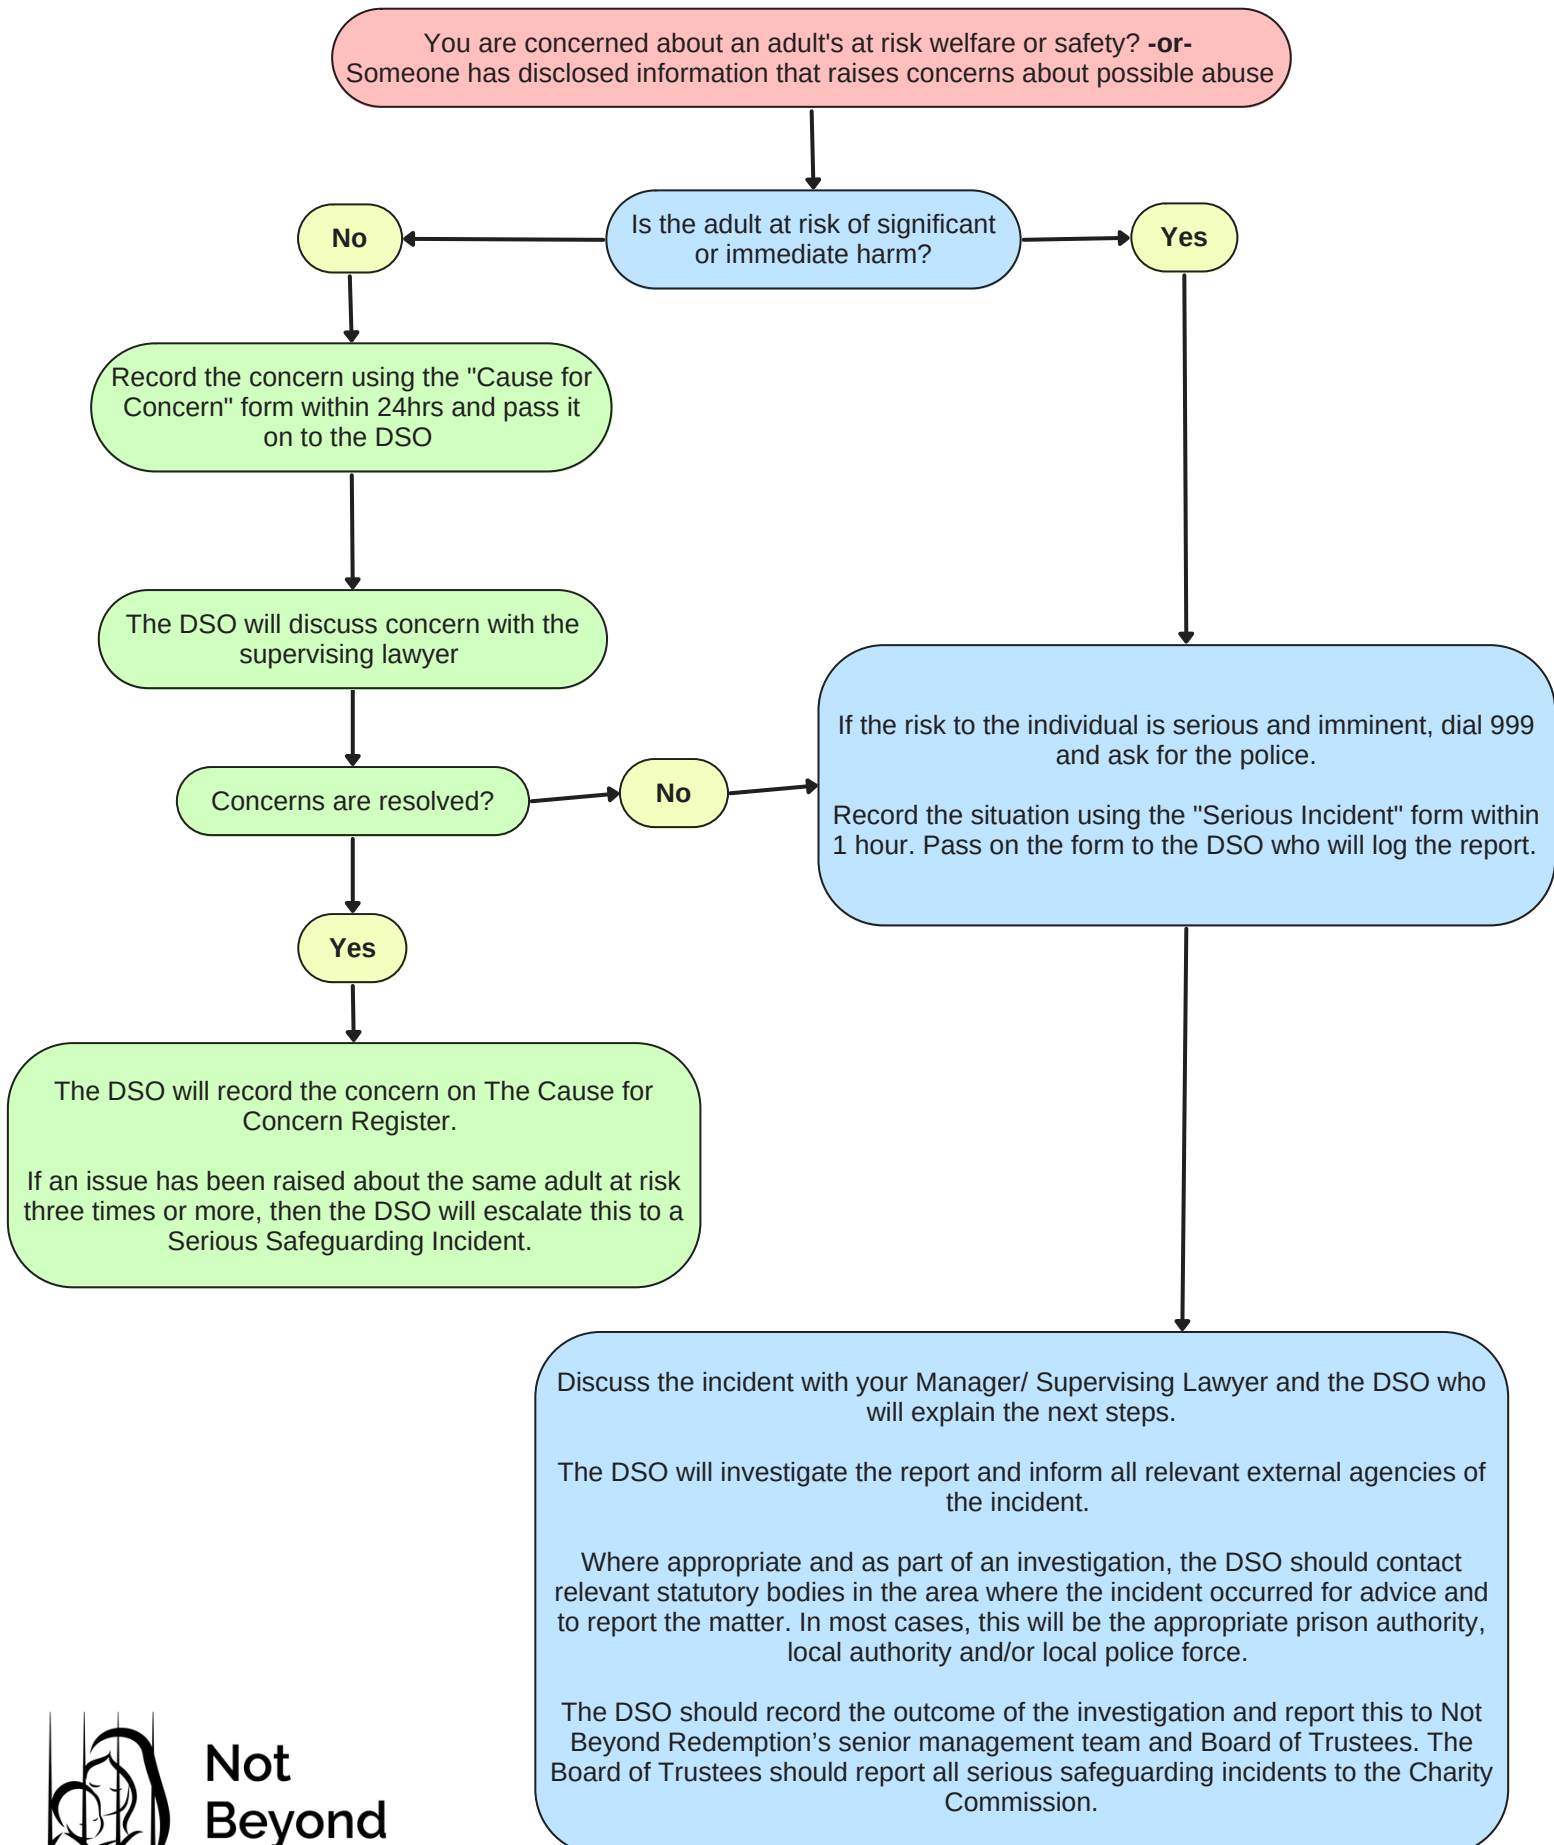 You are concerned about an adult's at risk welfare or safety? -or-
Someone has disclosed information that raises concerns about possible abuse
Is the adult at risk of significant
or immediate harm?
No
Yes
Record the concern using the "Cause for
Concern" form within 24hrs and pass it
on to the DSO
The DSO will discuss concern with the
supervising lawyer
If the risk to the individual is serious and imminent, dial 999
and ask for the police.
Record the situation using the "Serious Incident" form within
1 hour. Pass on the form to the DSO who will log the report.
Concerns are resolved?
No
Yes
The DSO will record the concern on The Cause for
Concern Register.
If an issue has been raised about the same adult at risk
three times or more, then the DSO will escalate this to a
Serious Safeguarding Incident.
Discuss the incident with your Manager/ Supervising Lawyer and the DSO who
will explain the next steps.
The DSO will investigate the report and inform all relevant external agencies of
the incident.
Where appropriate and as part of an investigation, the DSO should contact
relevant statutory bodies in the area where the incident occurred for advice and
to report the matter. In most cases, this will be the appropriate prison authority,
local authority and/or local police force.
The DSO should record the outcome of the investigation and report this to Not
Beyond Redemption’s senior management team and Board of Trustees. The
Board of Trustees should report all serious safeguarding incidents to the Charity
Commission.
Not
Beyond